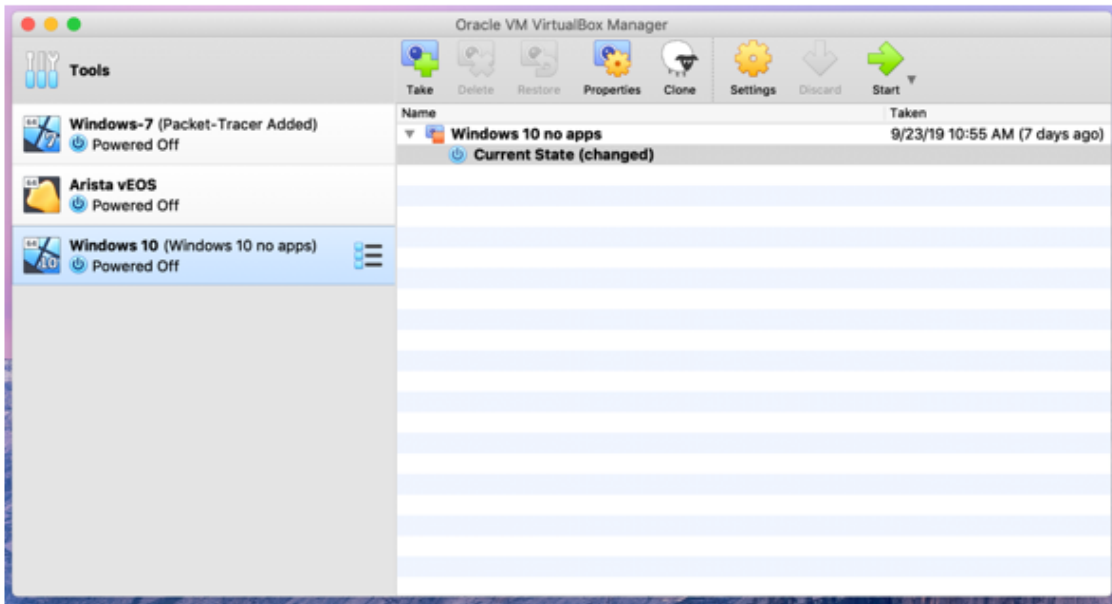 Oracle VM VirtualBox Manager
Tools
Take Delete Restore Properties Clone Settings Discard Start
Windows-7 (Packet-Tracer Added)
Powered Off
Arista vEOS
Powered Off
Windows 10 (Windows 10 no apps)
Powered Off
Name Taken
Windows 10 no apps 9/23/19 10:55 AM (7 days ago)
Current State (changed)